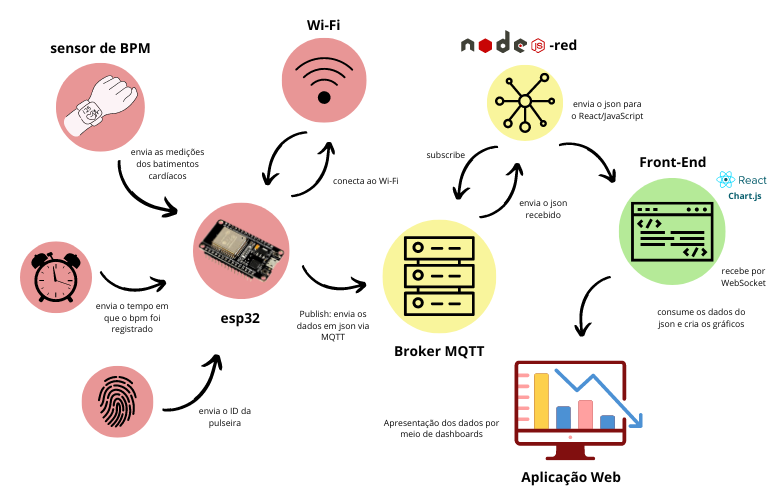 Wi-Fi
sensor de BPM
node
JS
-red
envia o json para
o React/JavaScript
envia as medições
dos batimentos
cardíacos
subscribe
Front-End
conecta ao Wi-Fi
React
Chart.js
envia o json
recebido
recebe por
WebSocket
envia o tempo em
que o bpm foi
registrado
esp32
Publish: envia os
dados em json via
MQTT
Broker MQTT
consume os dados do
json e cria os gráficos
envia o ID da
pulseira
Apresentação dos dados por
meio de dashboards
Aplicação Web